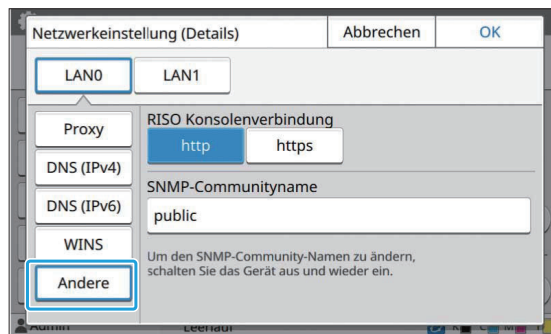 Netzwerkeinstellung (Details)
Abbrechen
OK
LAN0
LAN1
Proxy
DNS (IPv4)
DNS (IPv6)
WINS
Andere
RISO Konsolenverbindung
http
https
SNMP-Communityname
public
Um den SNMP-Community-Namen zu ändern,
schalten Sie das Gerät aus und wieder ein.
Admin
Leerlauf
K C M Y